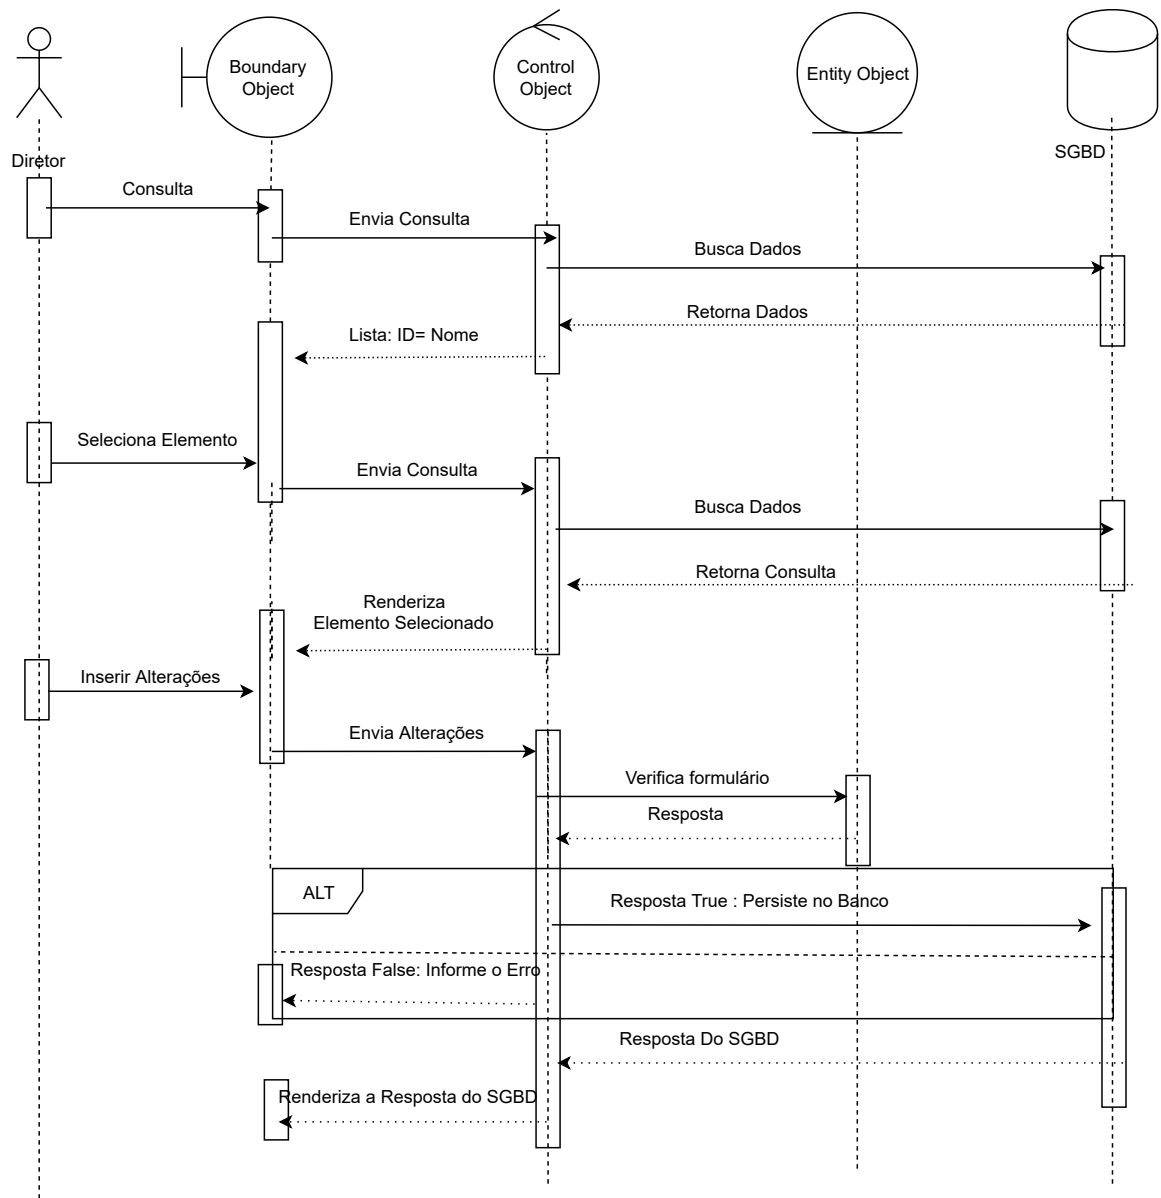 Boundary
Object
Control
Object
Entity Object
Diretor
SGBD
Consulta
Envia Consulta
Busca Dados
Retorna Dados
Lista: ID= Nome
Seleciona Elemento
Envia Consulta
Busca Dados
Retorna Consulta
Renderiza
Elemento Selecionado
Inserir Alterações
Envia Alterações
Verifica formulário
Resposta
ALT
Resposta True : Persiste no Banco
Resposta False: Informe o Erro
Resposta Do SGBD
Renderiza a Resposta do SGBD